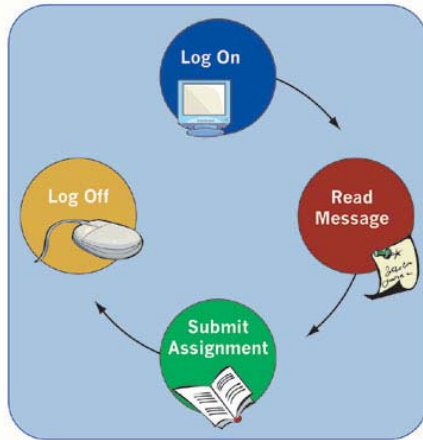 Log On
Read
Message
Submit
Assignment
Log Off